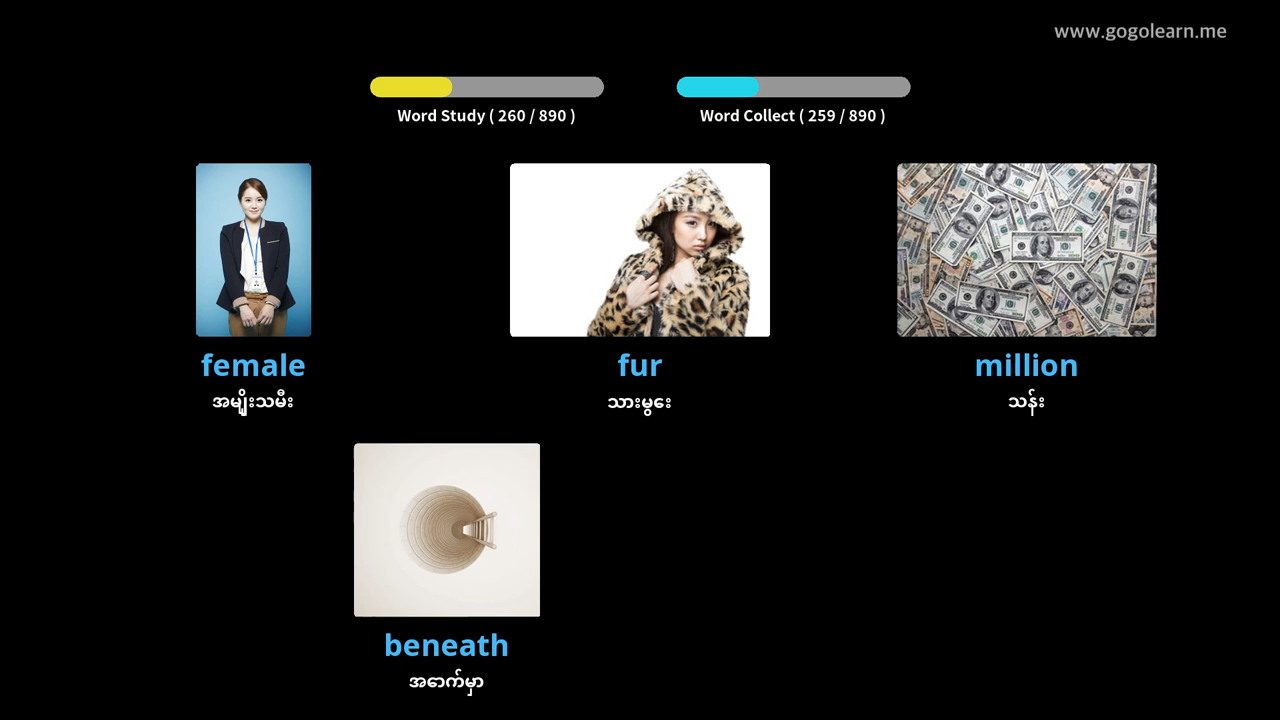 www.gogolearn.me
Word Study ( 260 / 890 )
Word Collect ( 259 / 890 )
female
အမျိုးသမီး
fur
သားမွေး
million
သန်း
beneath
အောက်မှာ